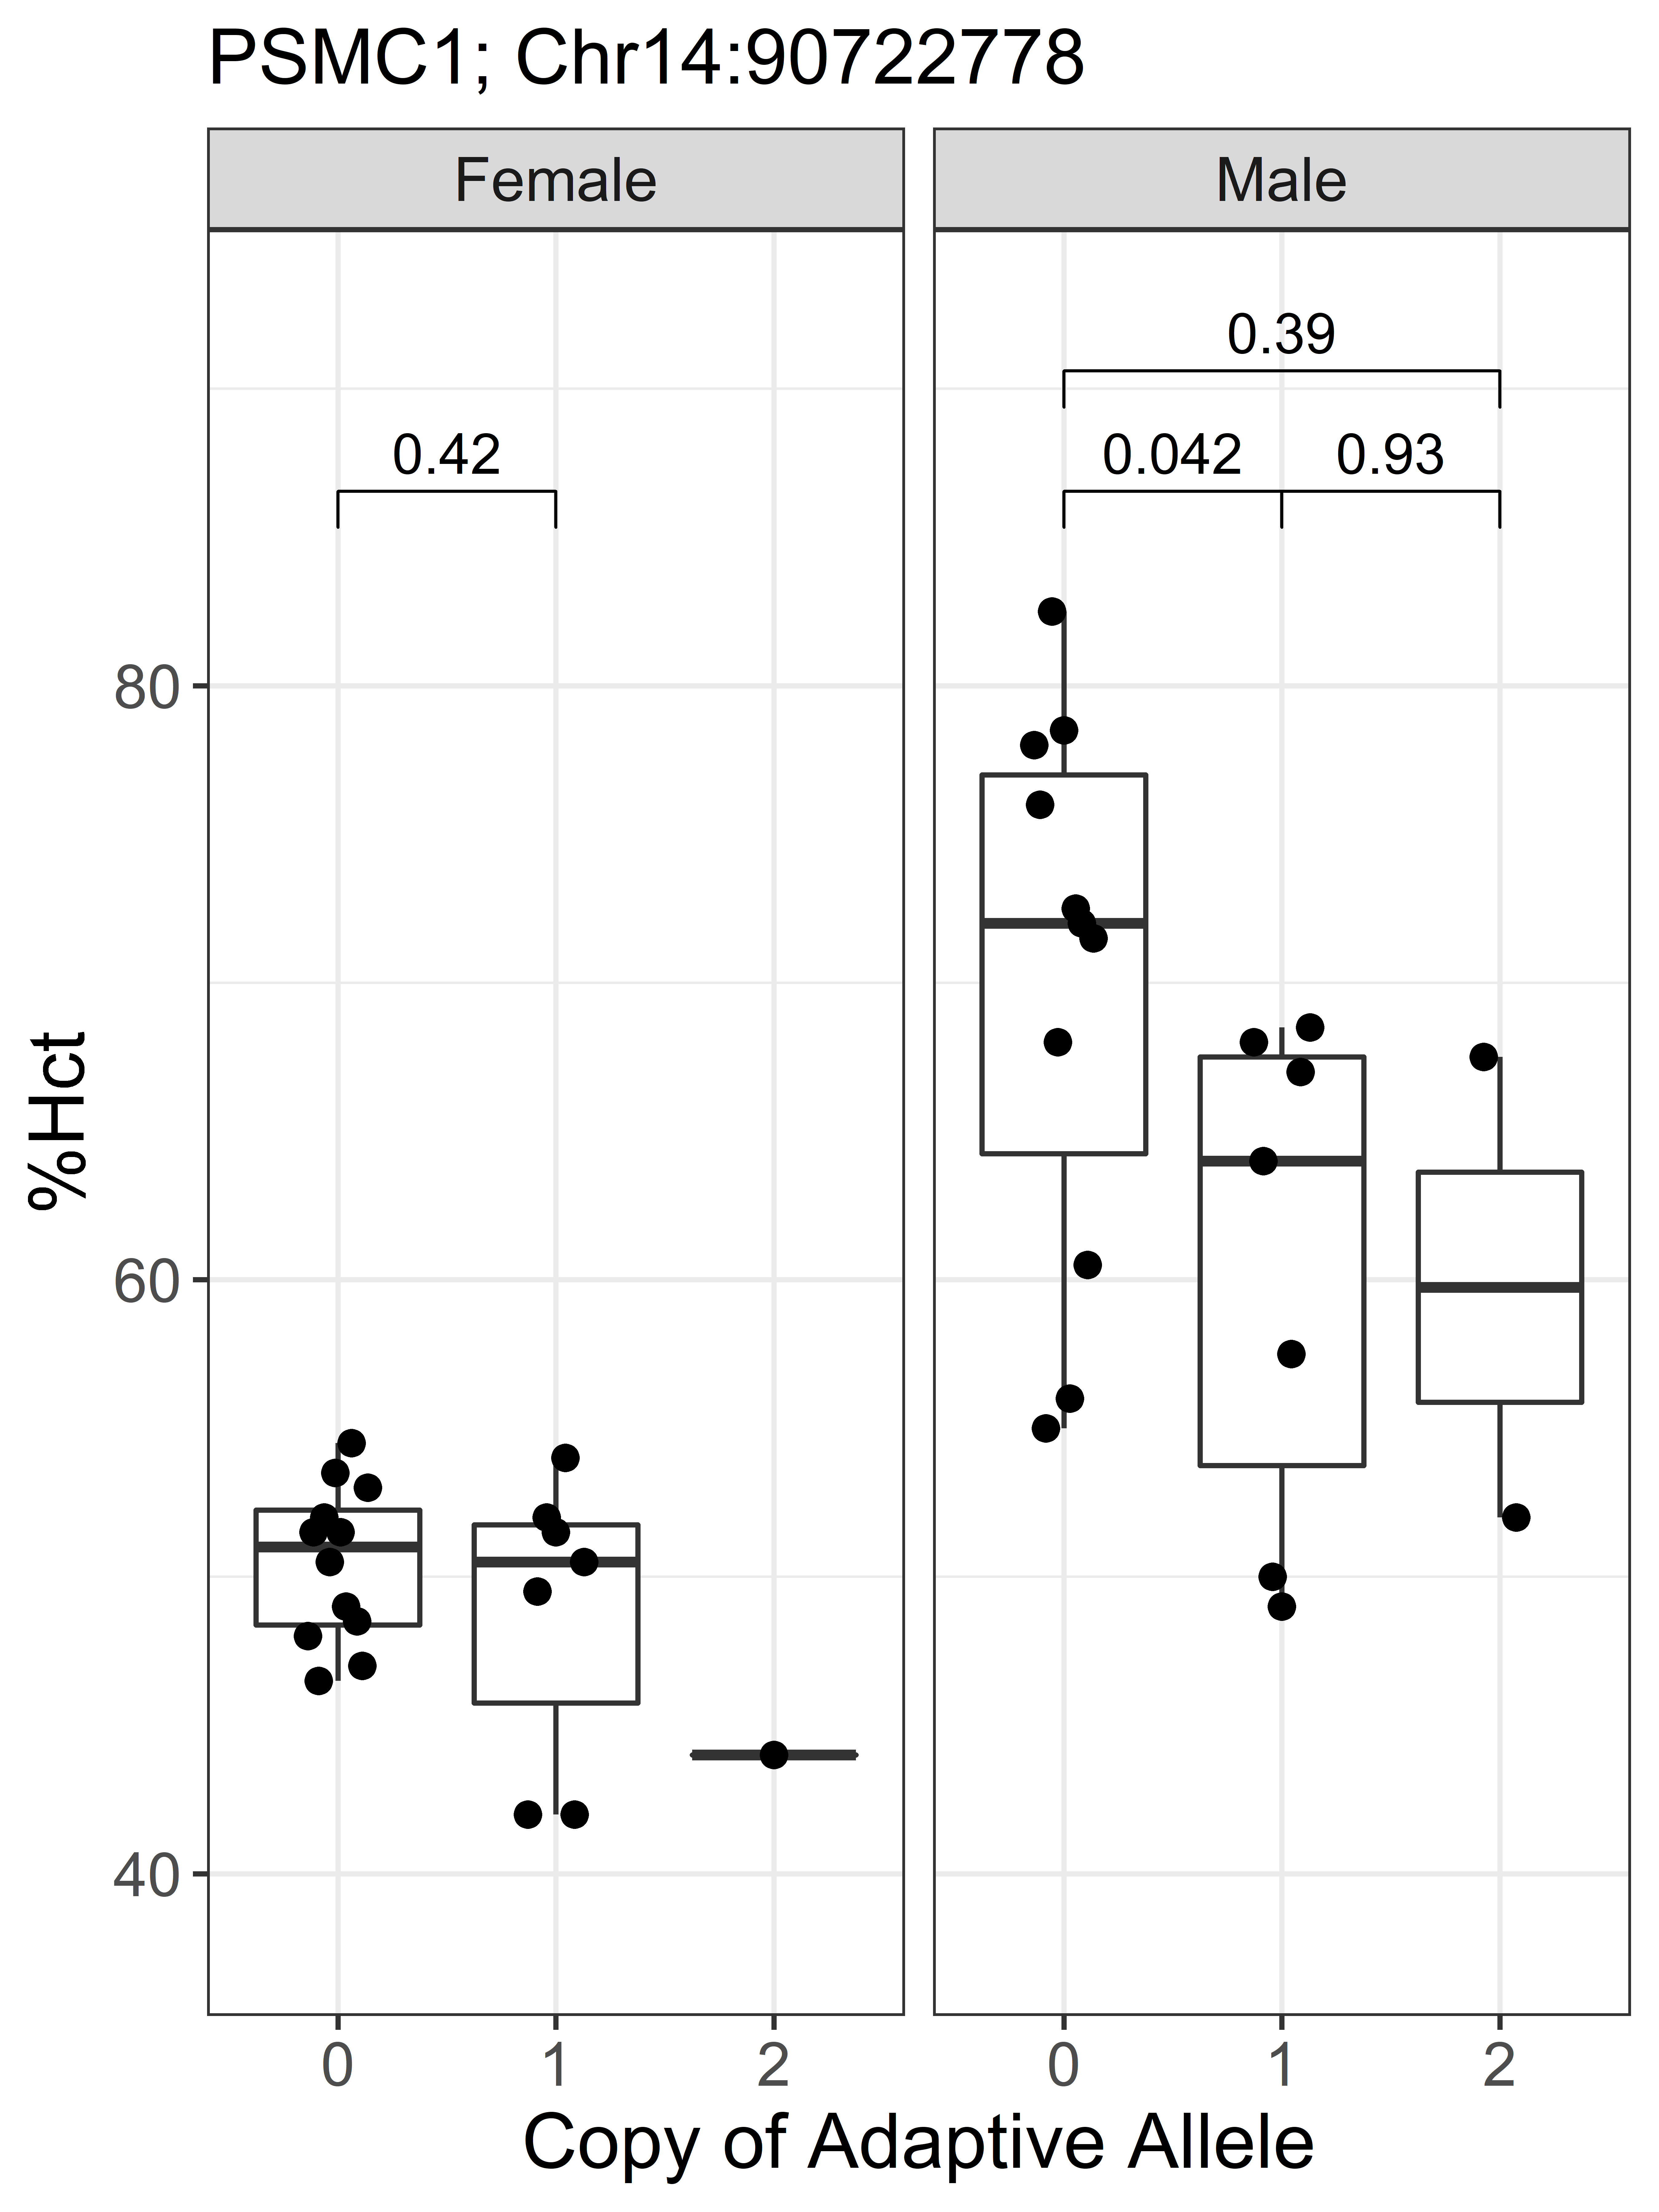 PSMC1; Chr14:90722778
Female
Male
0.39
0.42
0.042
0.93
%Hct
80
60
40
0
1
2
0
1
2
Copy of Adaptive Allele